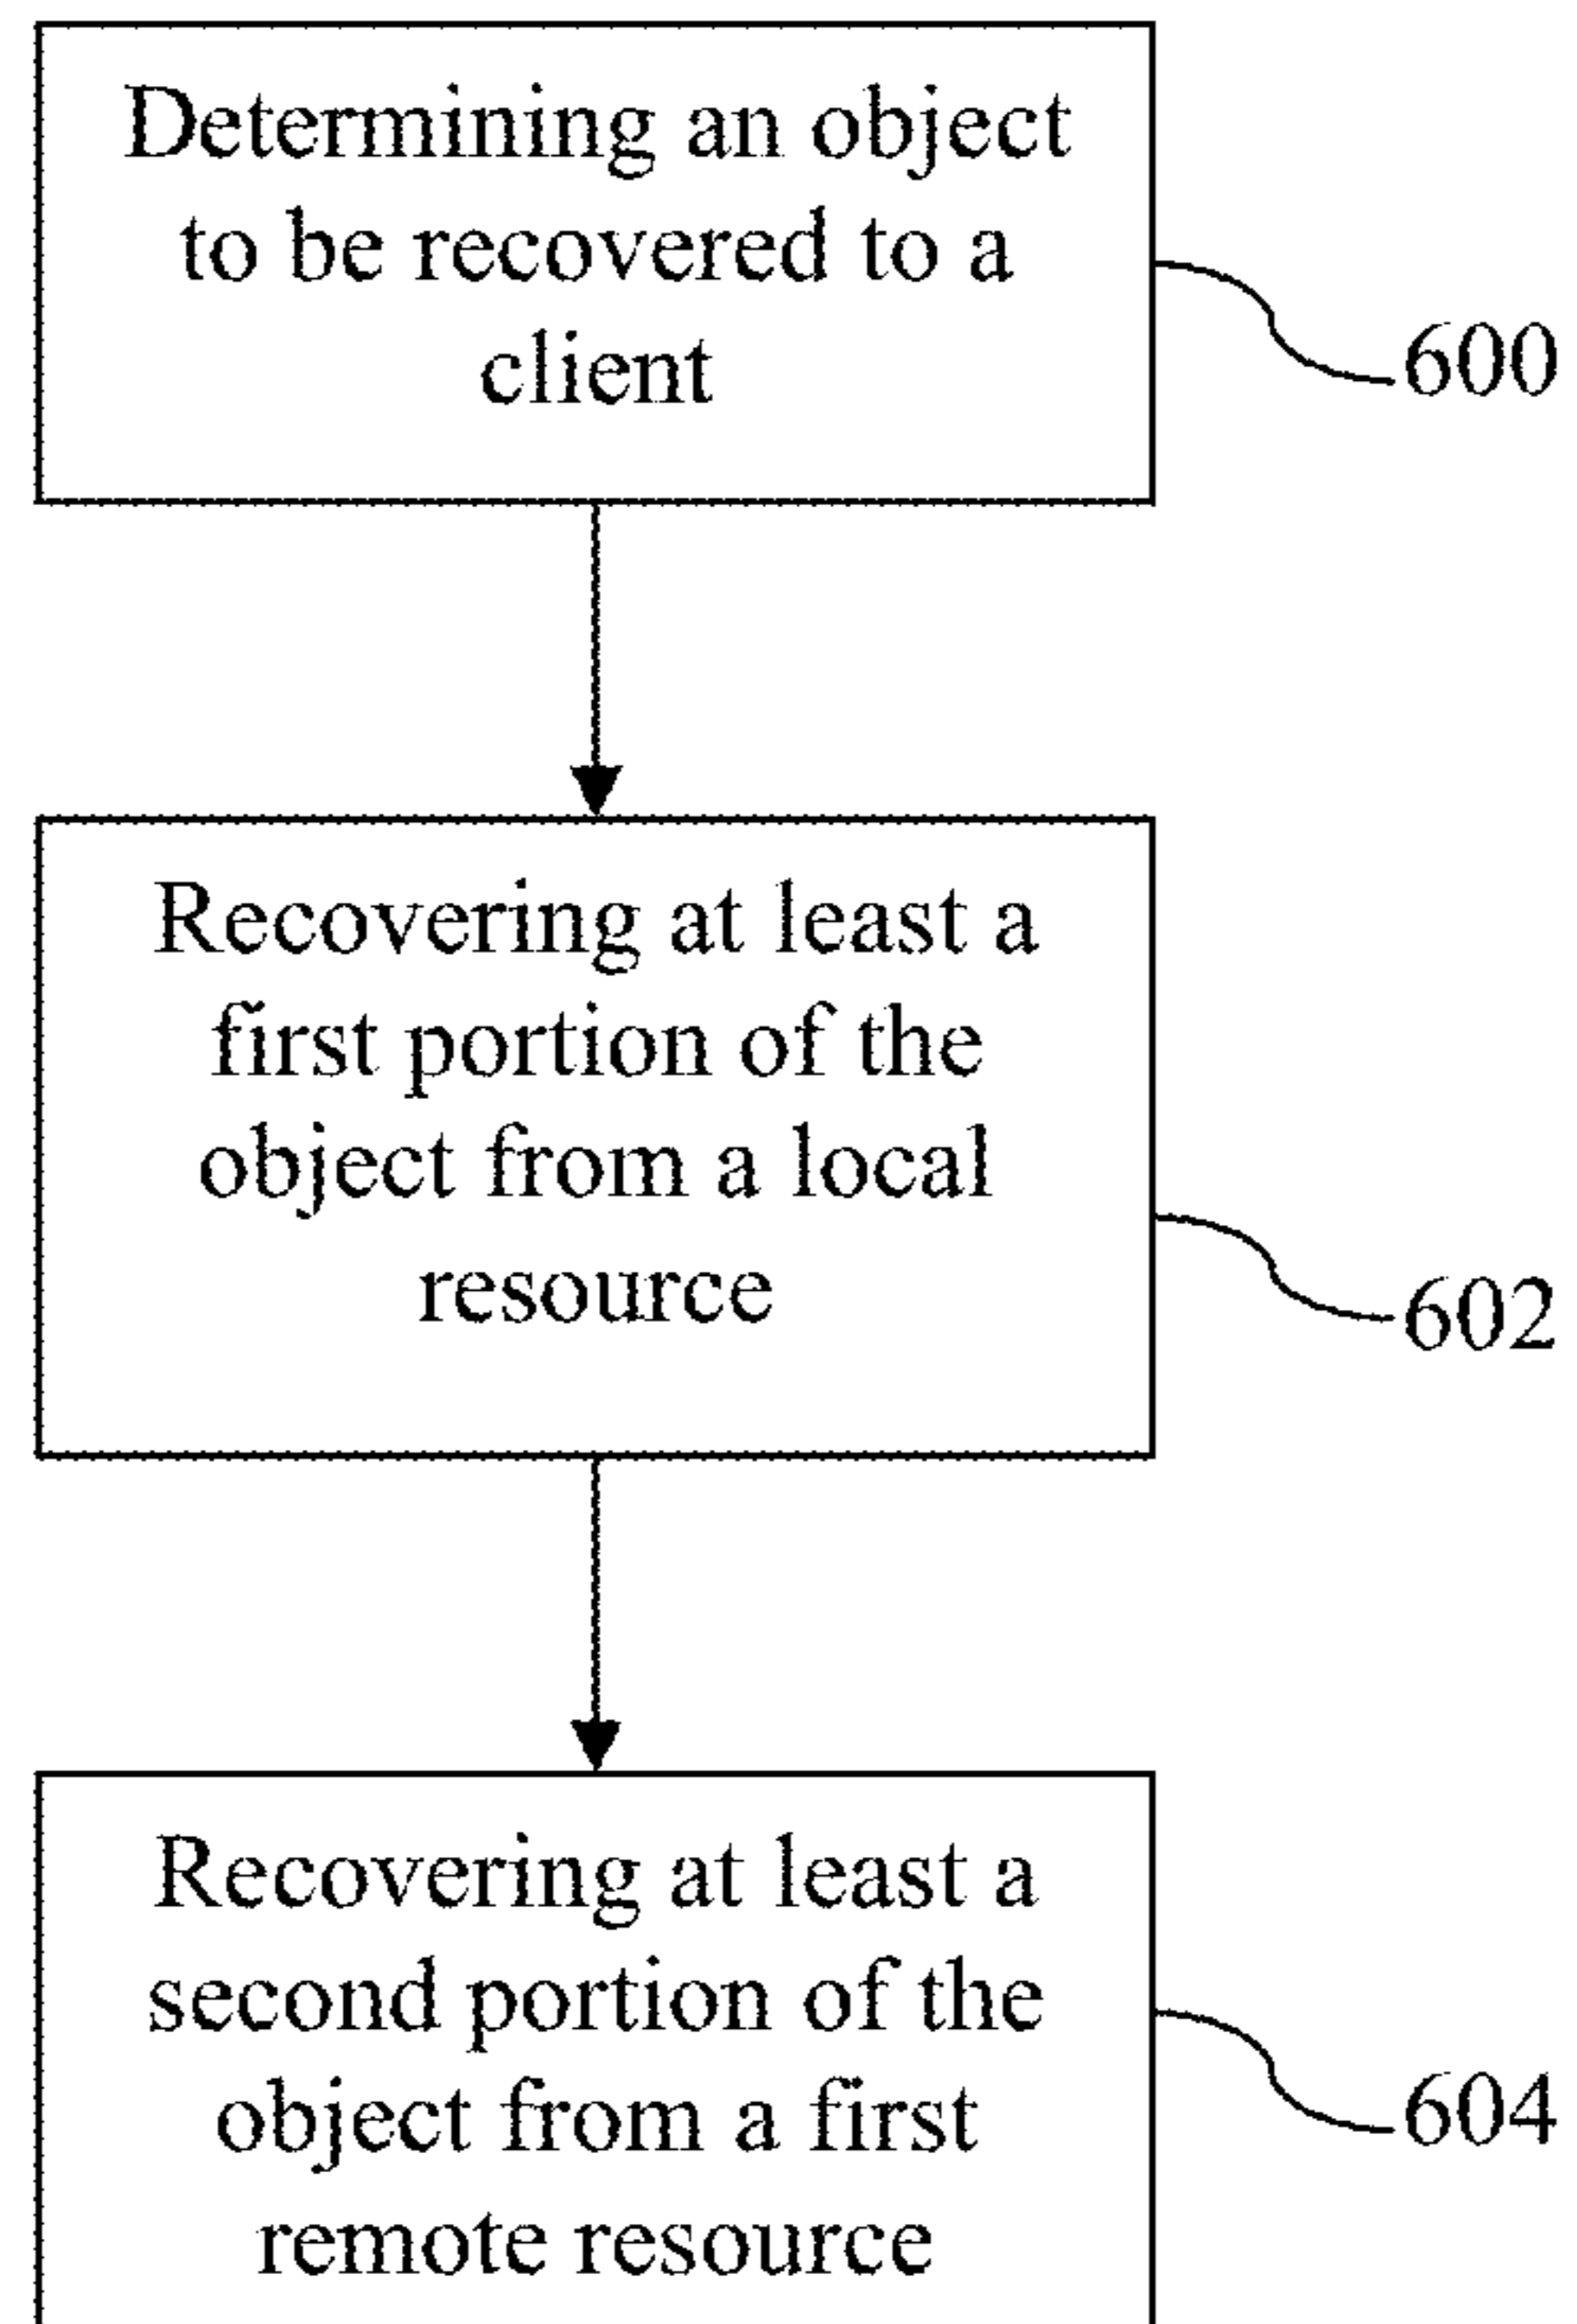 Determining an object
to be recovered to a
client
600
Recovering at least a
first portion of the
object from a local
resource
602
Recovering at least a
second portion of the
object from a first
remote resource
604